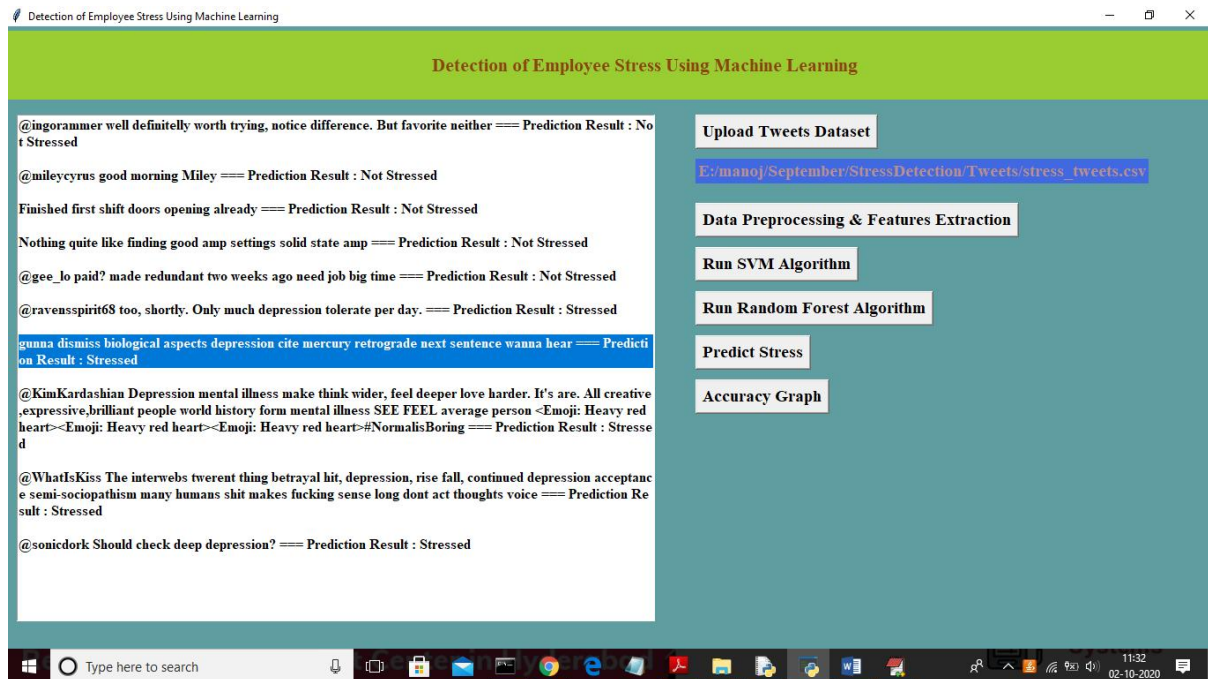 Detection of Employee Stress Using Machine Learning
Detection of Employee Stress Using Machine Learning
@ingorammer well definitelly worth trying, notice difference. But favorite neither === Prediction Result : No
t Stressed
@mileycyrus good morning Miley === Prediction Result : Not Stressed
Finished first shift doors opening already === Prediction Result : Not Stressed
Nothing quite like finding good amp settings solid state amp === Prediction Result : Not Stressed
@gee_lo paid? made redundant two weeks ago need job big time === Prediction Result : Not Stressed
@ravensspirit68 too, shortly. Only much depression tolerate per day. === Prediction Result : Stressed
gunna dismiss biological aspects depression cite mercury retrograde next sentence wanna hear === Predicti
on Result : Stressed
@KimKardashian Depression mental illness make think wider, feel deeper love harder. It's are. All creative
,expressive,brilliant people world history form mental illness SEE FEEL average person <Emoji: Heavy red
heart><Emoji: Heavy red heart><Emoji: Heavy red heart>#NormalisBoring === Prediction Result : Stresse
d
@WhatIsKiss The interwebs twerent thing betrayal hit, depression, rise fall, continued depression acceptanc
e semi-sociopathism many humans shit makes fucking sense long dont act thoughts voice === Prediction Re
sult : Stressed
@sonicdork Should check deep depression? === Prediction Result : Stressed
Upload Tweets Dataset
E:/manoj/September/StressDetection/Tweets/stress_tweets.csv
Data Preprocessing & Features Extraction
Run SVM Algorithm
Run Random Forest Algorithm
Predict Stress
Accuracy Graph
Type here to search
11:32
02-10-2020